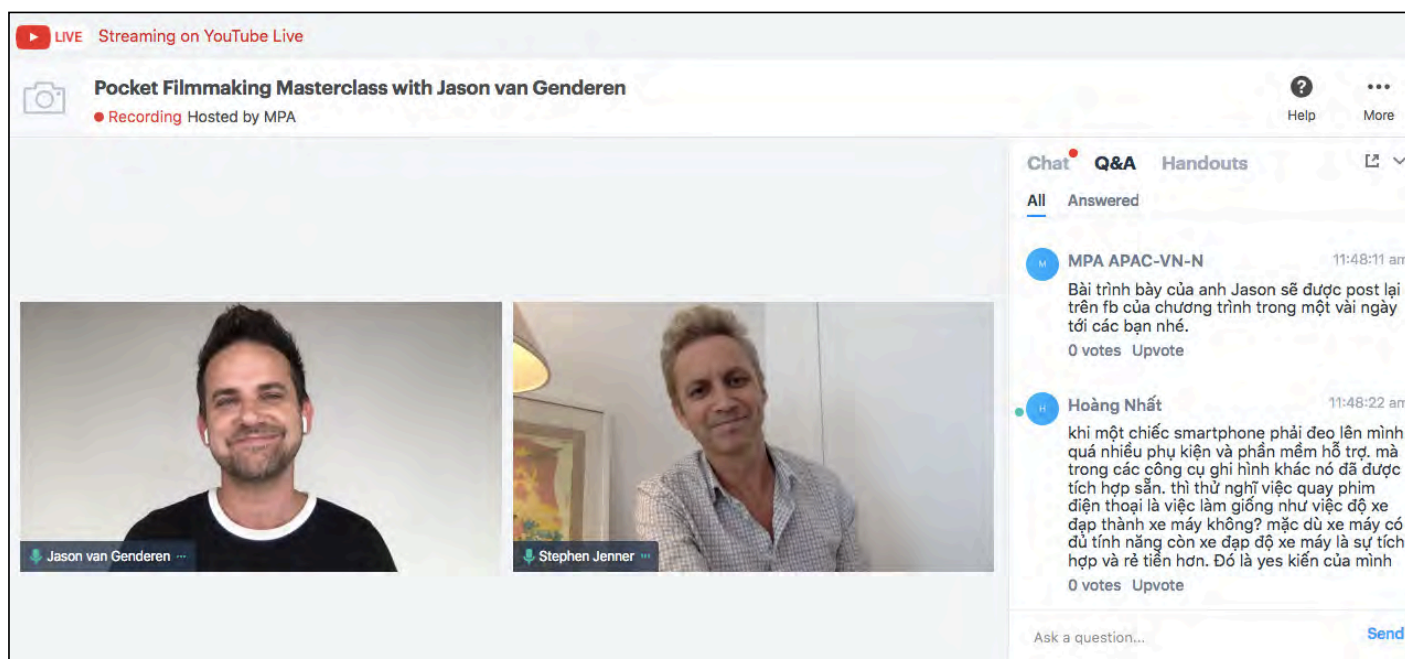 LIVE Streaming on YouTube Live
Pocket Filmmaking Masterclass with Jason van Genderen
Recording Hosted by MPA
? Help
••• More
Chat Q&A Handouts
All Answered
M MPA APAC-VN-N 11:48:11 am
Bài trình bày của anh Jason sẽ được post lại
trên fb của chương trình trong một vài ngày
tới các bạn nhé.
0 votes Upvote
H Hoàng Nhất 11:48:22 am
khi một chiếc smartphone phải đeo lên mình
quá nhiều phụ kiện và phần mềm hỗ trợ. mà
trong các công cụ ghi hình khác nó đã được
tích hợp sẵn. thì thử nghĩ việc quay phim
điện thoại là việc làm giống như việc độ xe
đạp thành xe máy không? mặc dù xe máy có
đủ tính năng còn xe đạp độ xe máy là sự tích
hợp và rẻ tiền hơn. Đó là yes kiến của mình
0 votes Upvote
Jason van Genderen ···
Stephen Jenner ···
Ask a question... Send